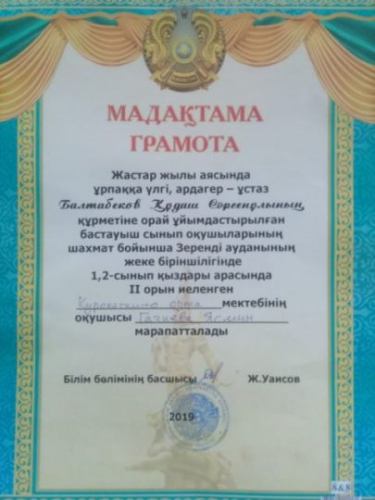 МАДАҚТАМА
ГРАМОТА
Жастар жылы аясында
ұрпаққа үлгі, ардагер – ұстаз
Балтабеков Құдаш
құрметіне орай ұйымдастырылған
бастауыш сынып оқушыларының
шахмат бойынша Зеренді ауданының
жеке біріншілігінде
1,2-сынып қыздары арасында
II орын иеленген
орта мектебінің
оқушысы Ясмин
марапатталады
Білім бөлімінің басшысы Ж.Уаисов
2019